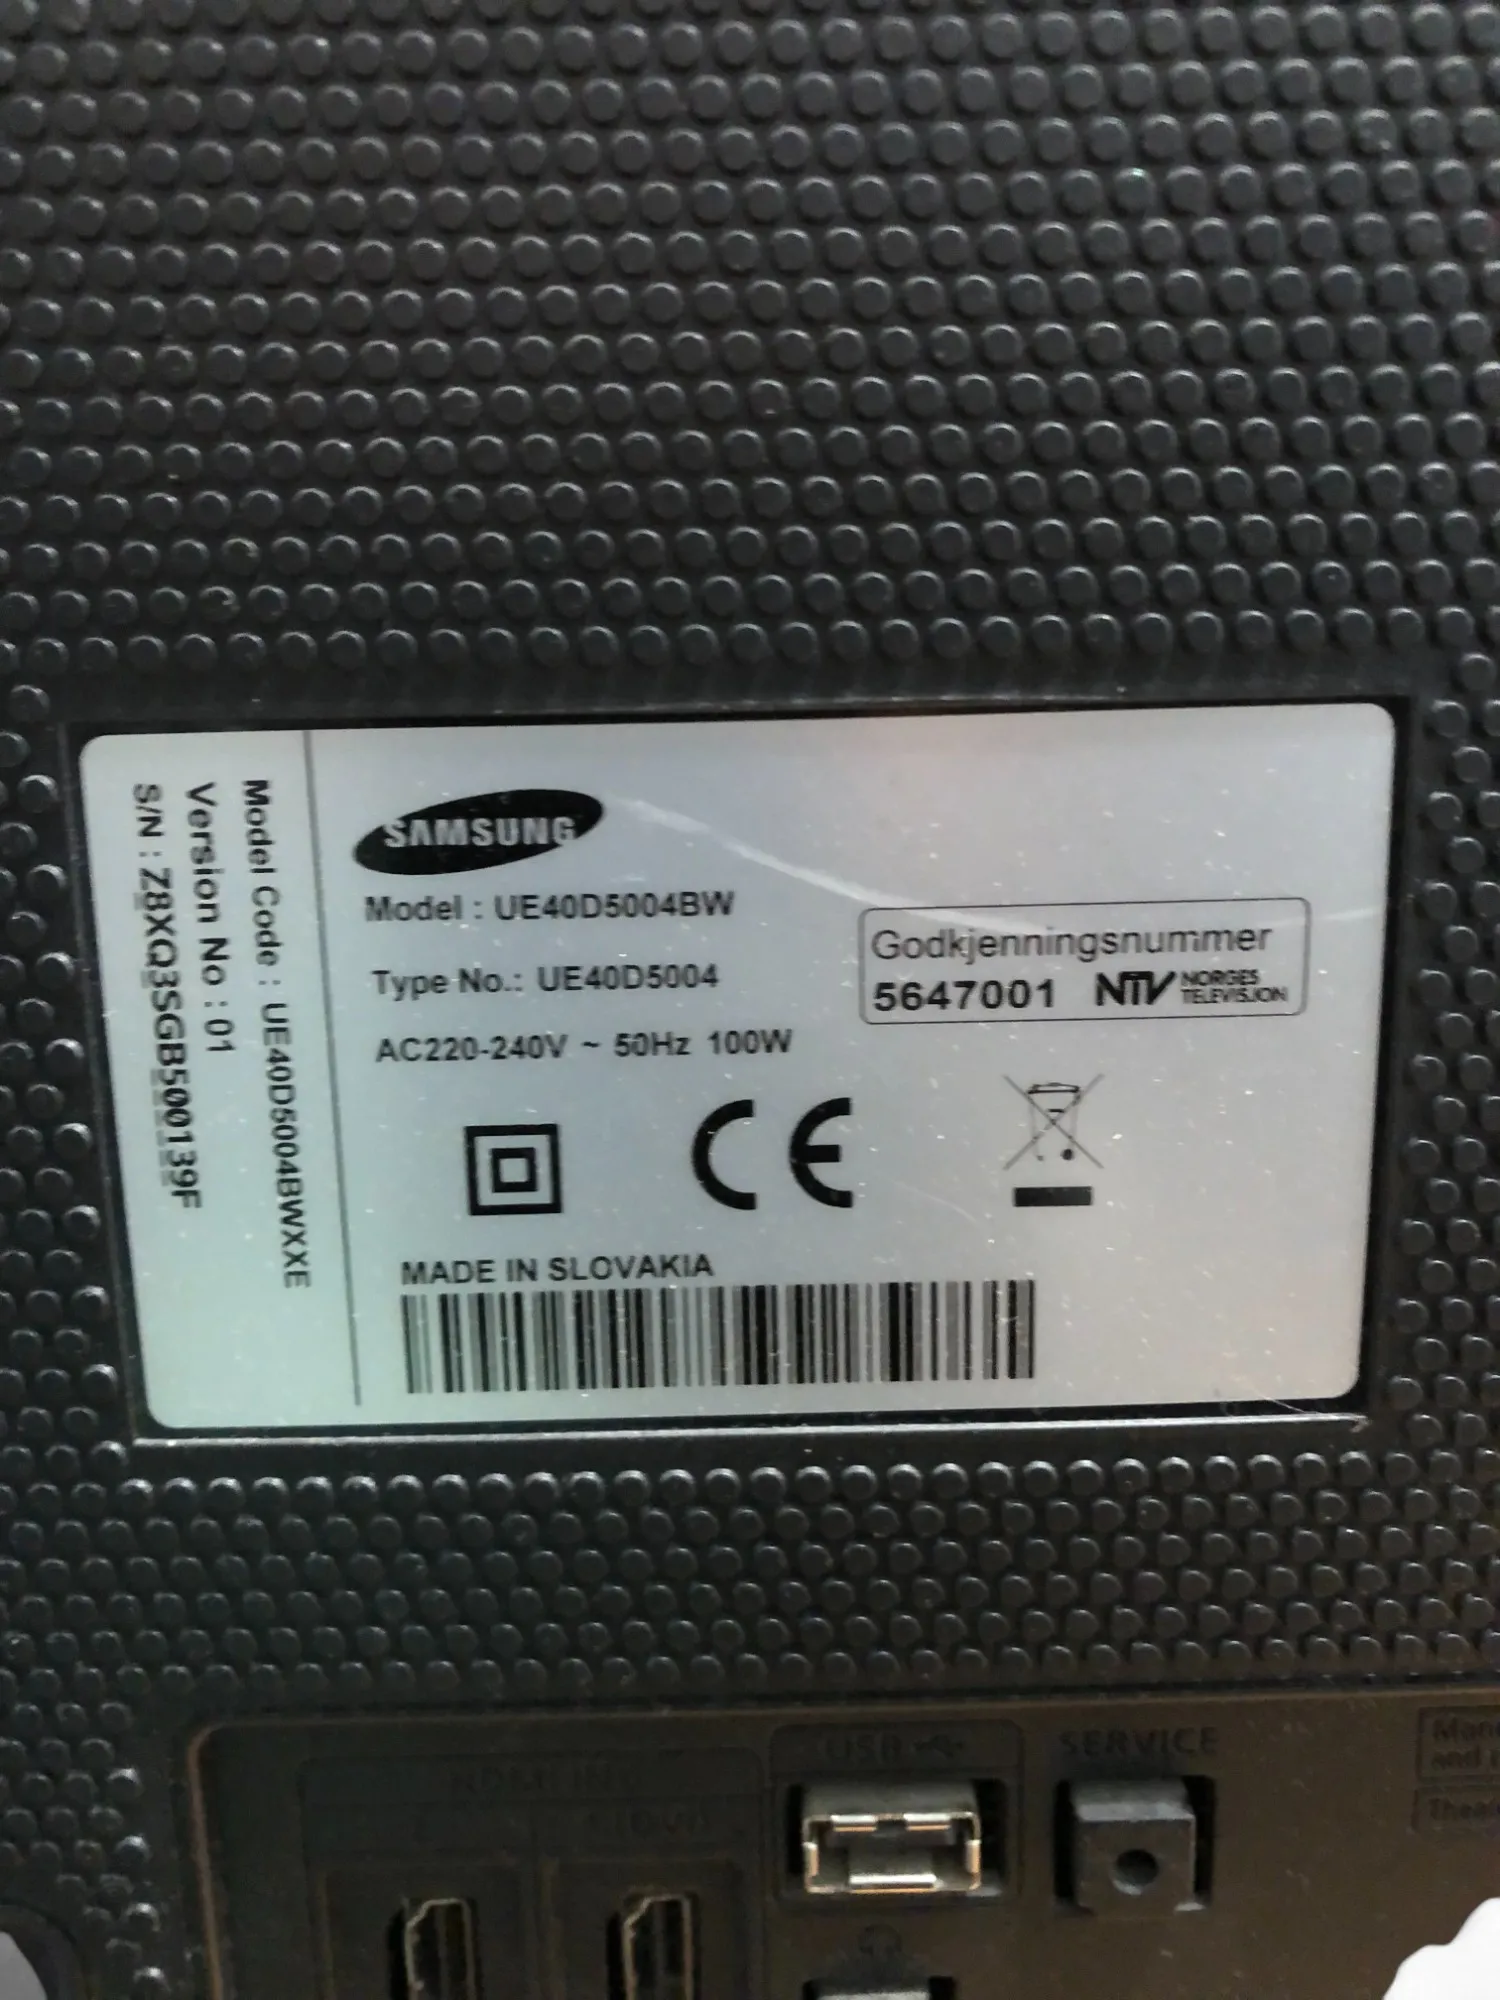 Model Code : UE40D5004BWXXE
Version No : 01
S/N : Z8XQ3SGB500139F
SAMSUNG
Model : UE40D5004BW
Type No.: UE40D5004
AC220-240V ~ 50Hz 100W
Godkjenningsnummer
5647001 NTV NORGES TELEVISJON
CE
MADE IN SLOVAKIA
USB
SERVICE